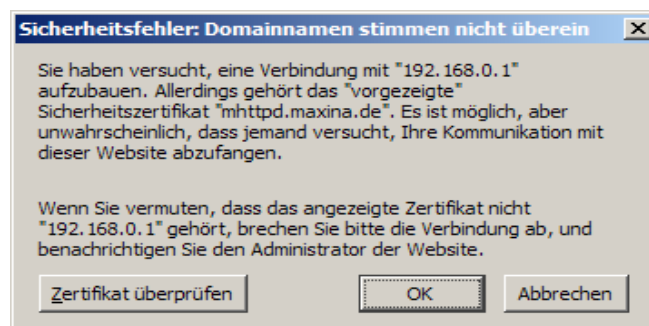 Sicherheitsfehler: Domainnamen stimmen nicht überein
Sie haben versucht, eine Verbindung mit "192.168.0.1"
aufzubauen. Allerdings gehört das "vorgezeigte"
Sicherheitszertifikat "mhttpd.maxina.de". Es ist möglich, aber
unwahrscheinlich, dass jemand versucht, Ihre Kommunikation mit
dieser Website abzufangen.
Wenn Sie vermuten, dass das angezeigte Zertifikat nicht
"192.168.0.1" gehört, brechen Sie bitte die Verbindung ab, und
benachrichtigen Sie den Administrator der Website.
Zertifikat überprüfen OK Abbrechen